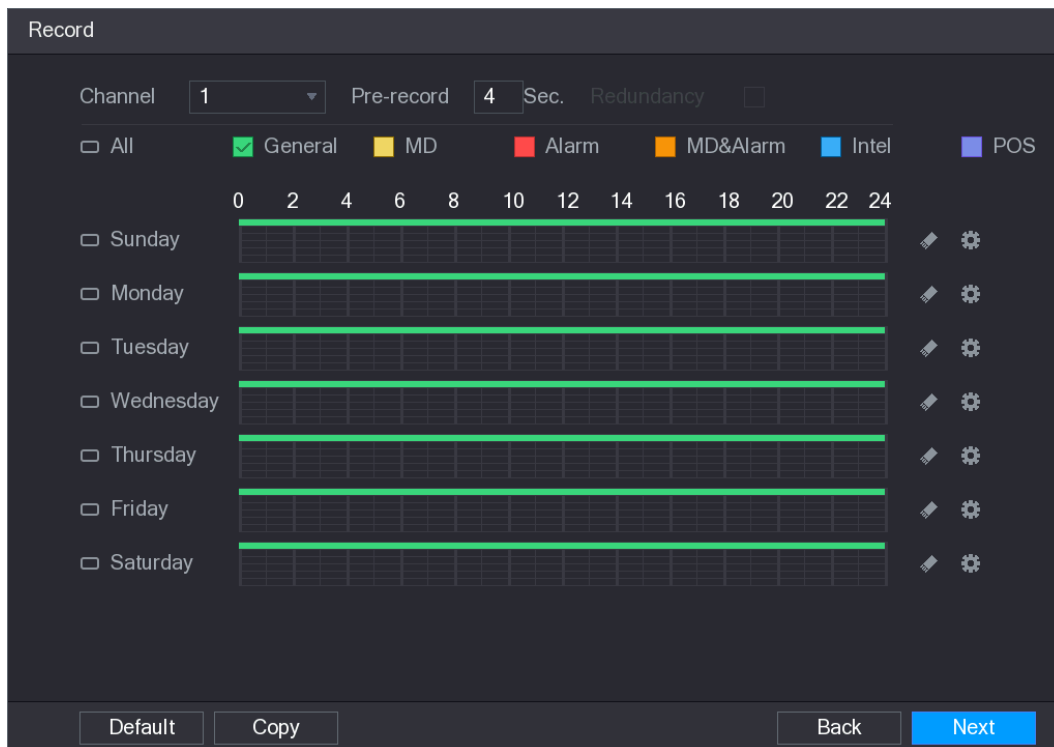 Record
Channel 1 Pre-record 4 Sec. Redundancy
All General MD Alarm MD&Alarm Intel POS
0 2 4 6 8 10 12 14 16 18 20 22 24
Sunday
Monday
Tuesday
Wednesday
Thursday
Friday
Saturday
Default Copy Back Next